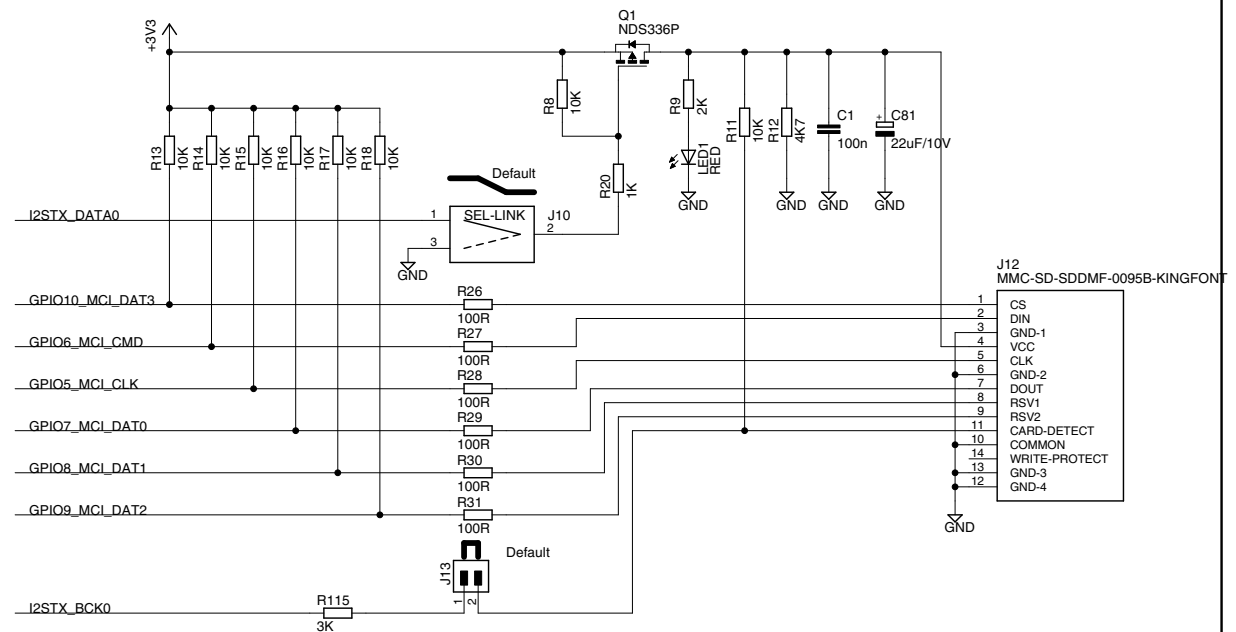 Q1
NDS336P
+3V3
R8
10K
R9
2K
R11
10K
R12
4K7
C1
100n
+
C81
22uF/10V
R13
10K
R14
10K
R15
10K
R16
10K
R17
10K
R18
10K
LED1
RED
R20
1K
Default
GND
GND
GND
GND
I2STX_DATA0
1
SEL-LINK
J10
2
3
GND
J12
MMC-SD-SDDMF-0095B-KINGFONT
GPIO10_MCI_DAT3
R26
100R
1
CS
2
DIN
GPIO6_MCI_CMD
R27
100R
3
GND-1
4
VCC
GPIO5_MCI_CLK
R28
100R
5
CLK
6
GND-2
7
DOUT
GPIO7_MCI_DAT0
R29
100R
8
RSV1
9
RSV2
11
CARD-DETECT
10
COMMON
GPIO8_MCI_DAT1
R30
100R
14
WRITE-PROTECT
13
GND-3
12
GND-4
GPIO9_MCI_DAT2
R31
100R
GND
Default
J13
1
2
I2STX_BCK0
R115
3K